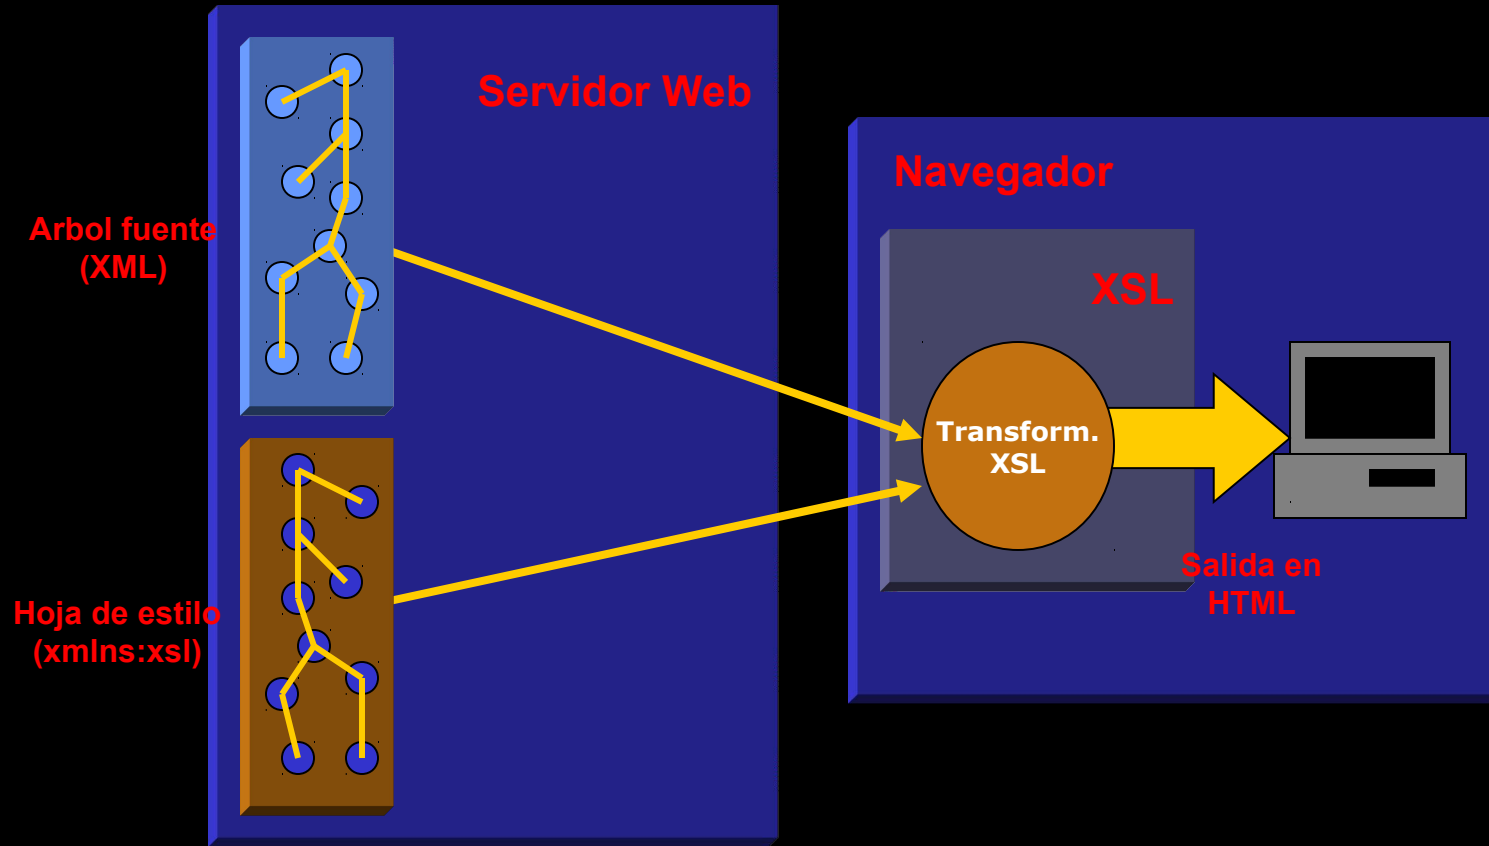 Servidor Web
Navegador
Arbol fuente
(XML)
XSL
Transform.
XSL
Salida en
HTML
Hoja de estilo
(xmlns:xsl)